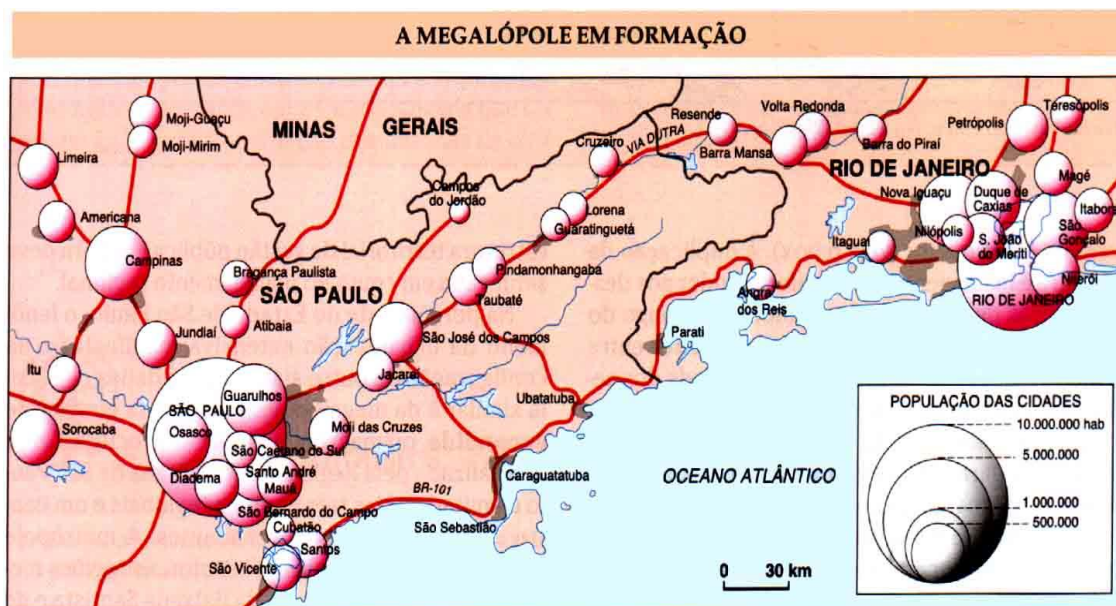 A MEGALÓPOLE EM FORMAÇÃO
Moji-Guaçu
Moji-Mirim
Limeira
Americana
Campinas
MINAS GERAIS
Bragança Paulista
SÃO PAULO
Atibaia
Jundiaí
Itu
Sorocaba
Guarulhos
SÃO PAULO
Osasco
São Caetano do Sul
Moji das Cruzes
Diadema
Santo André
Mauá
São Bernardo do Campo
Cubatão
Santos
São Vicente
BR-101
Campos
do Jordão
Cruzeiro
VIA DUTRA
Lorena
Guaratinguetá
Pindamonhangaba
Taubaté
São José dos Campos
Jacareí
Ubatatuba
Caraguatatuba
São Sebastião
Resende
Volta Redonda
Barra Mansa
Barra do Piraí
RIO DE JANEIRO
Petrópolis
Teresópolis
Nova Iguaçu
Duque de
Caxias
Magé
Itaboraí
São
Gonçalo
Nilópolis
S. João
do Meriti
Itaguaí
Niterói
RIO DE JANEIRO
Angra
dos Reis
Parati
OCEANO ATLÂNTICO
0 30 km
POPULAÇÃO DAS CIDADES
10.000.000 hab
5.000.000
1.000.000
500.000